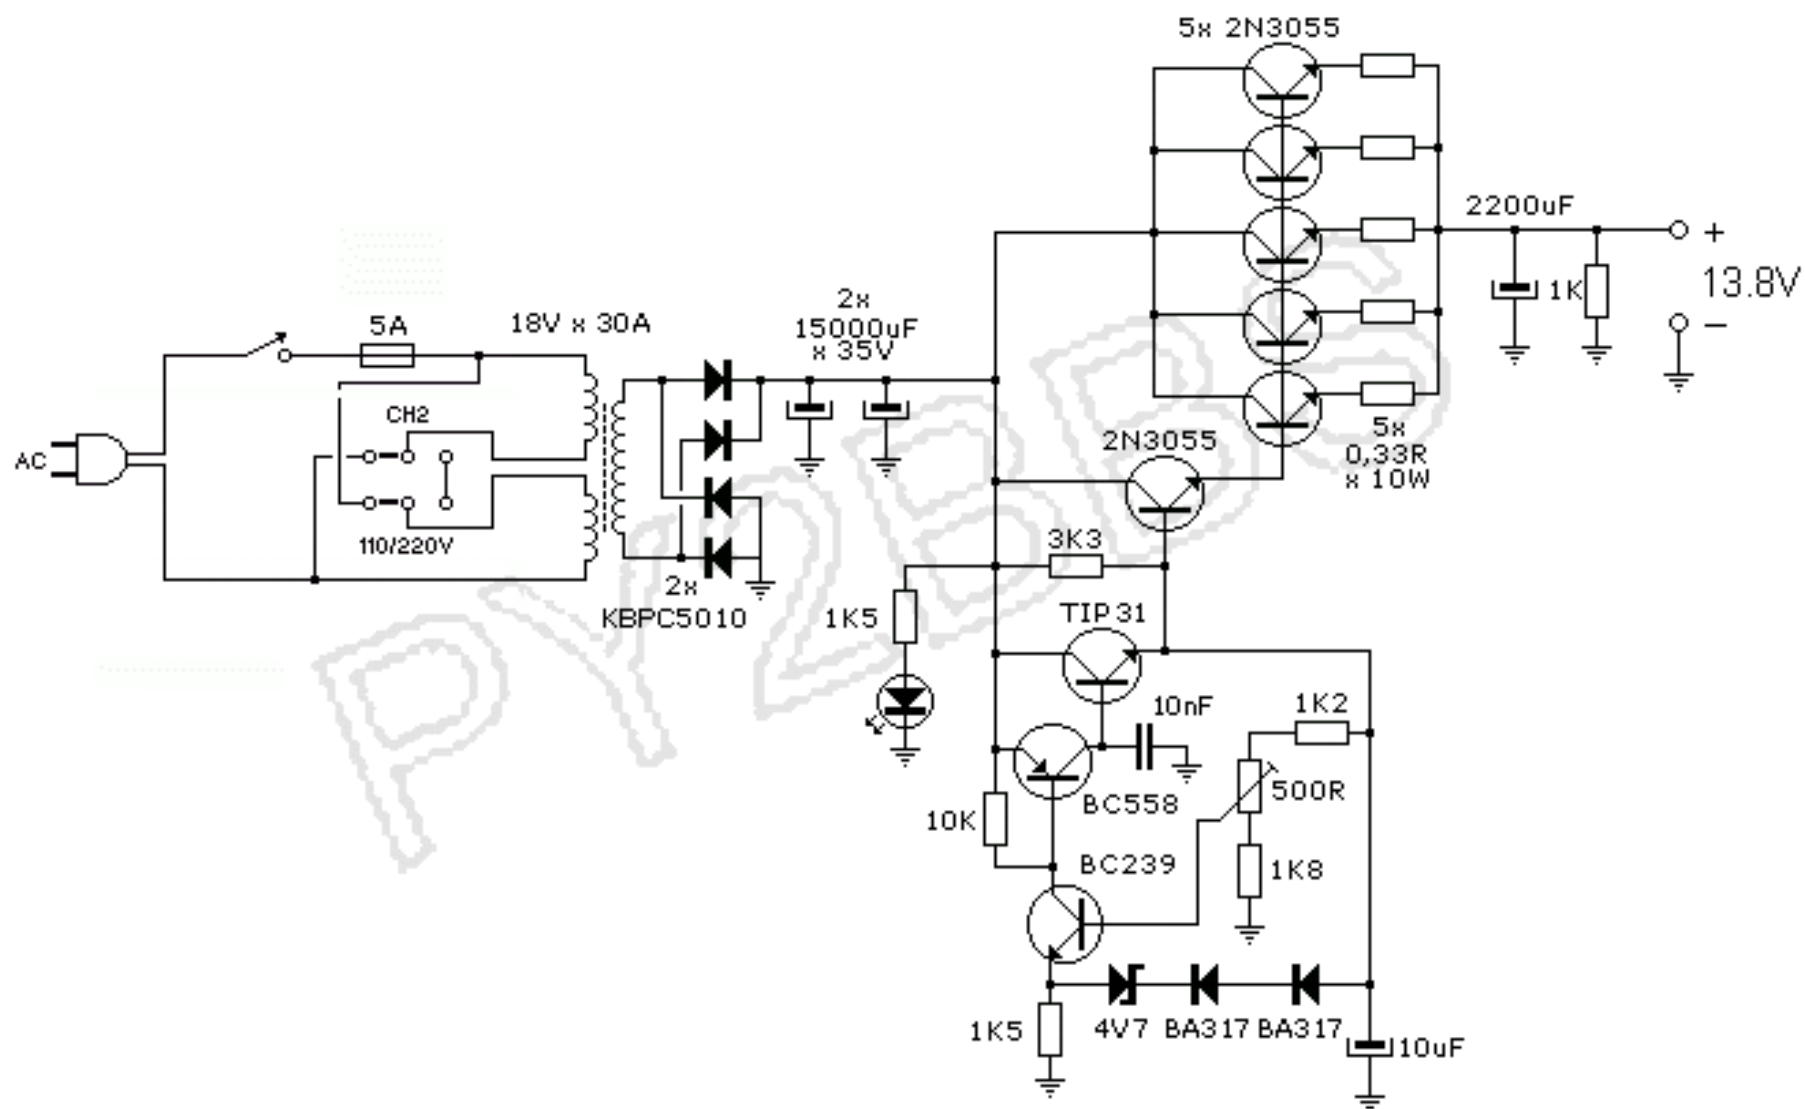 5x 2N3055
2200uF
+
1K
13.8V
−
5x
0,33R
x 10W
2N3055
2x
15000uF
x 35V
18V x 30A
5A
CH2
AC
110/220V
2x
KBPC5010
3K3
1K5
TIP31
10nF
1K2
BC558
500R
10K
BC239
1K8
1K5
4V7
BA317
BA317
10uF
PY2BBS